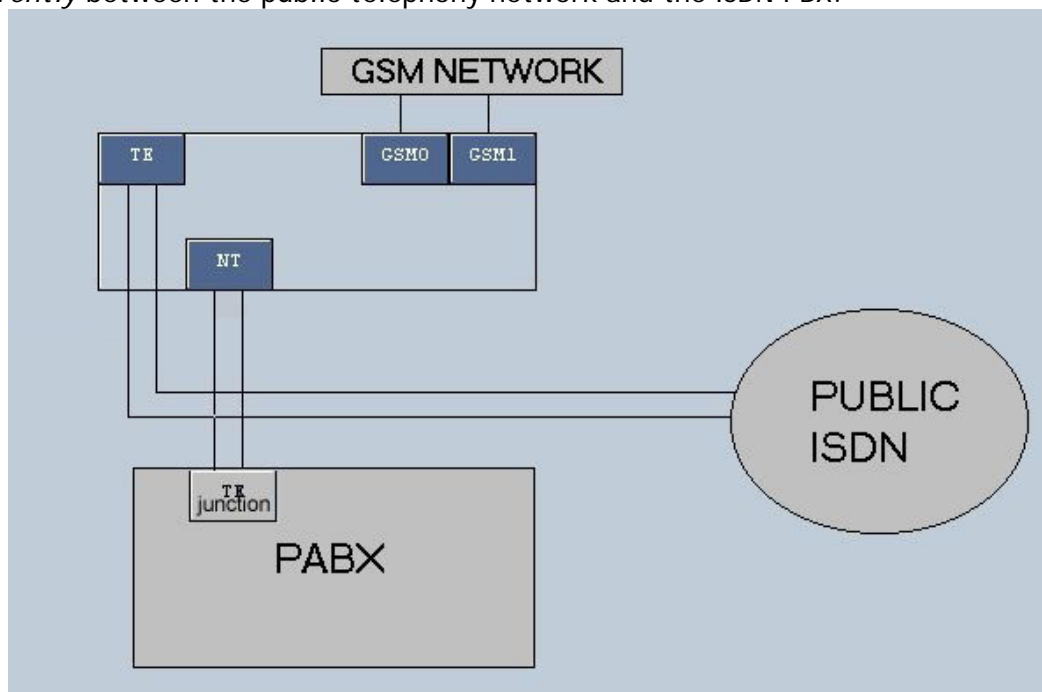 between the public telephony network and the ISDN PBX.
GSM NETWORK
TE
GSM0
GSM1
NT
PUBLIC
ISDN
TE
junction
PABX